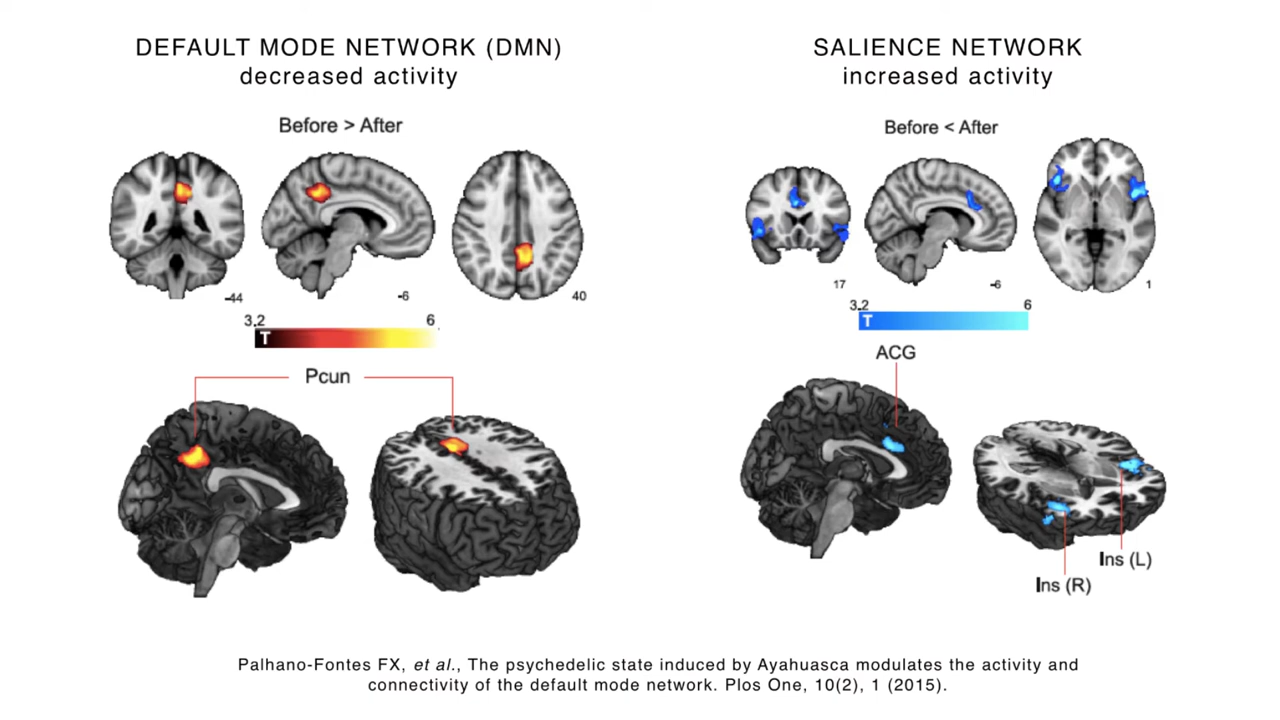 DEFAULT MODE NETWORK (DMN)
decreased activity
Before > After
-44
-6
40
3.2
6
T
Pcun
SALIENCE NETWORK
increased activity
Before < After
17
-6
1
3.2
6
T
ACG
Ins (L)
Ins (R)
Palhano-Fontes FX, et al., The psychedelic state induced by Ayahuasca modulates the activity and
connectivity of the default mode network. Plos One, 10(2), 1 (2015).